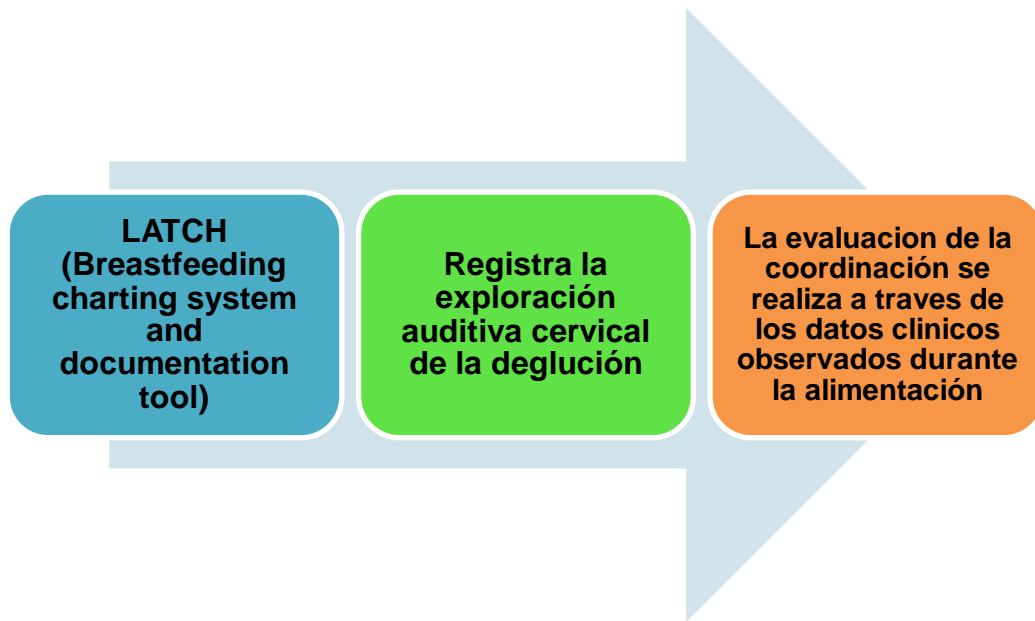 LATCH
(Breastfeeding
charting system
and
documentation
tool)
Registra la
exploración
auditiva cervical
de la deglución
La evaluacion de la
coordinación se
realiza a traves de
los datos clinicos
observados durante
la alimentación